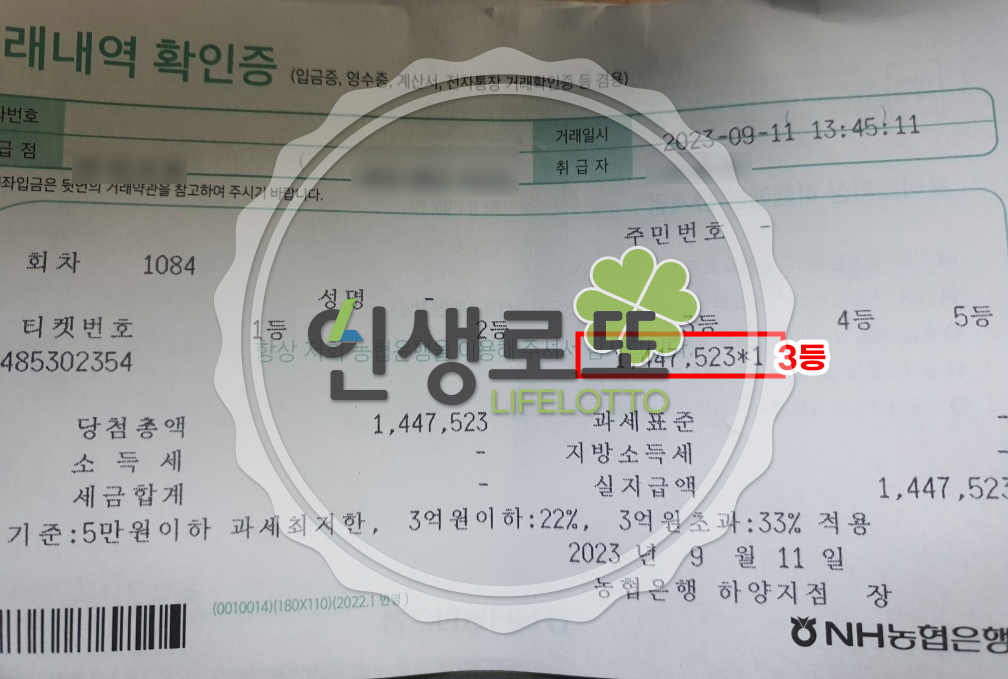 래내역 확인증 (입금증, 영수증, 계산서, 전자통장 거래확인증 등 겸용)
번호
거래일시 2023-09-11 13:45:11
급 점
취 급 자
좌입금은 뒷면의 거래약관을 참고하여 주시기 바랍니다.
주민번호 -
회차 1084
성명 -
티켓번호 1등 2등 3등 4등 5등
485302354 1,447,523*1 3등
인생로또
LIFELOTTO
당첨총액 1,447,523 과세표준 -
소 득 세 - 지방소득세 -
세금합계 - 실지급액 1,447,523
기준:5만원이하 과세최저한, 3억원이하:22%, 3억원초과:33% 적용
2023 년 9 월 11 일
농협은행 하양지점 장
(0010014)(180X110)(2022.1 번영)
NH농협은행